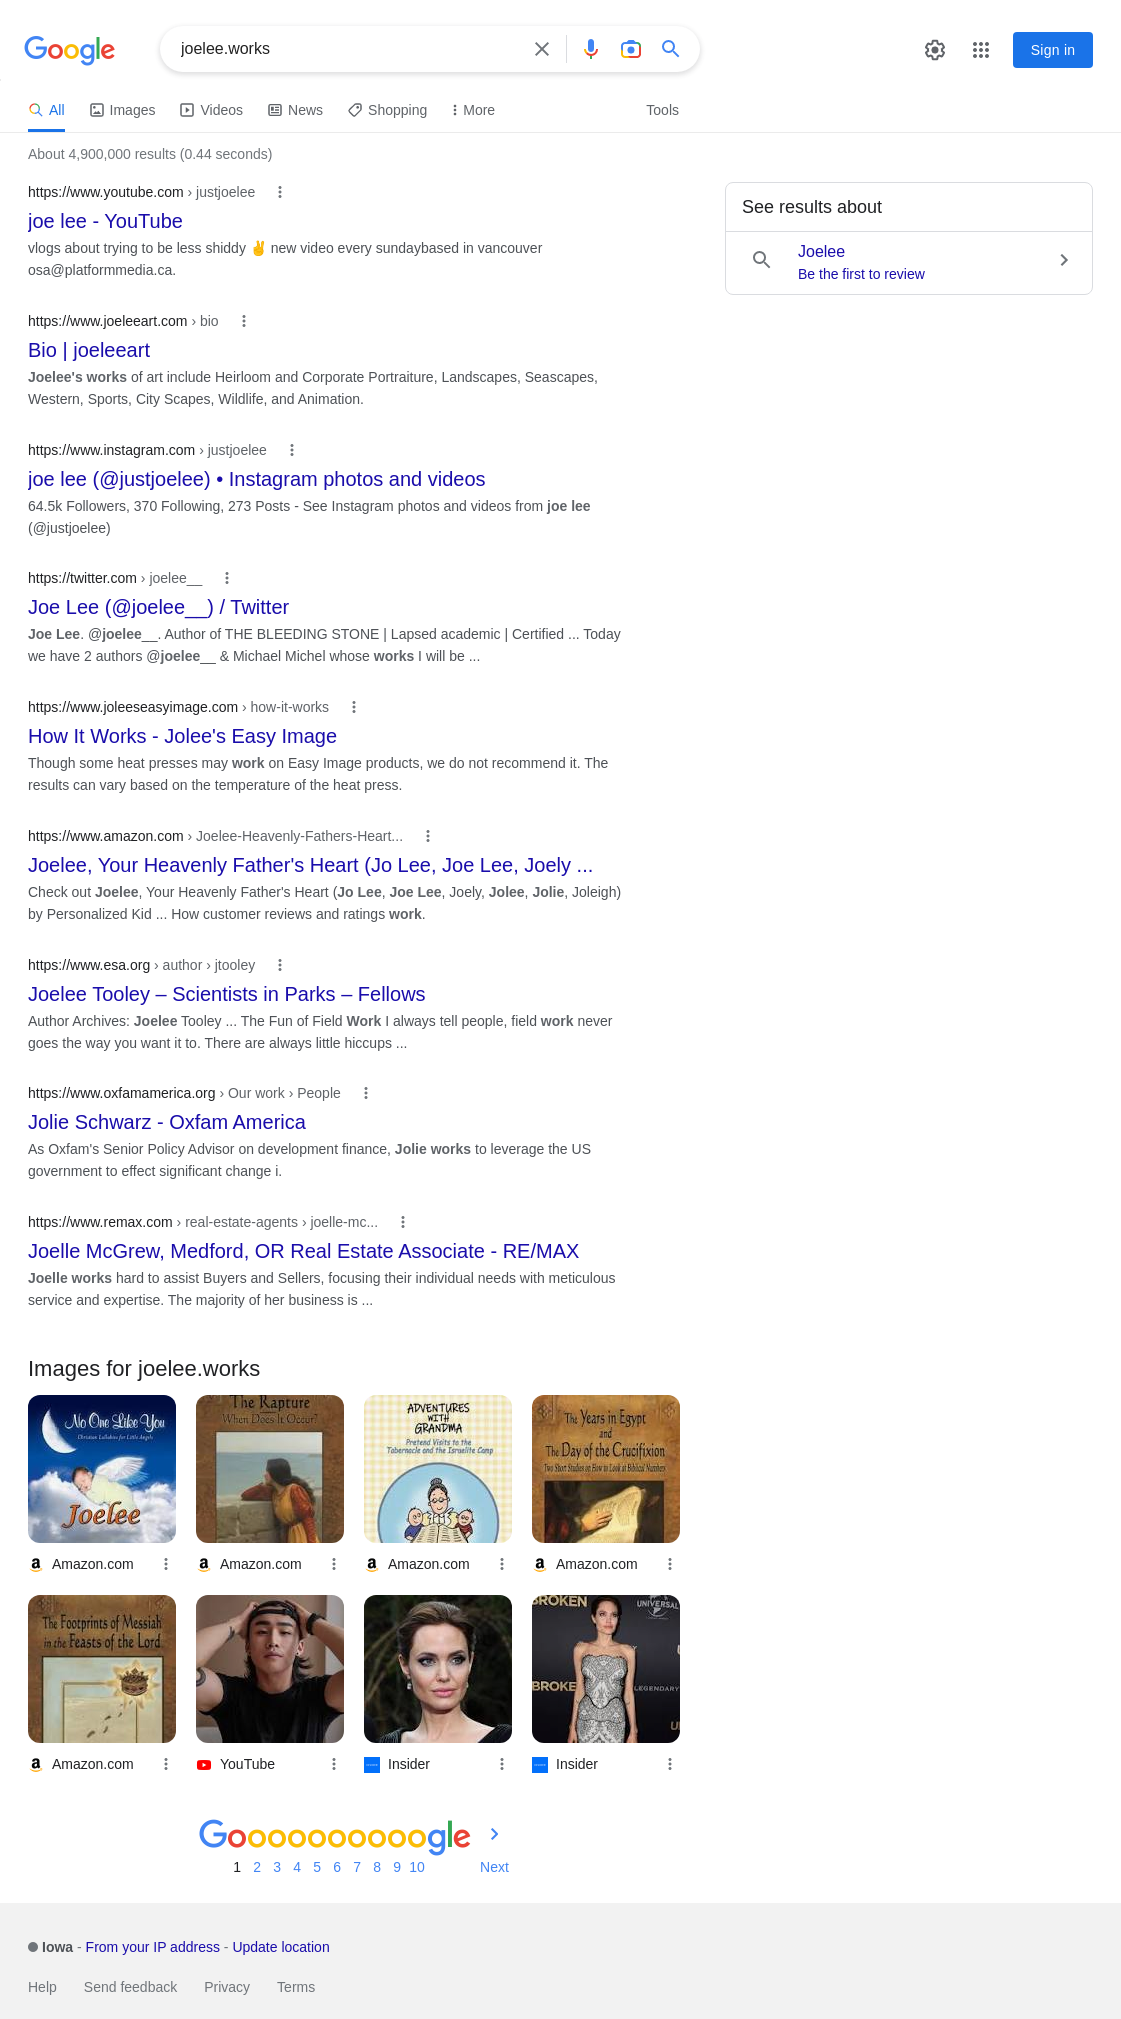 Google
joelee.works
Sign in
All
Images
Videos
News
Shopping
More
Tools
About 4,900,000 results (0.44 seconds)
https://www.youtube.com › justjoelee
joe lee - YouTube
vlogs about trying to be less shiddy ✌️ new video every sundaybased in vancouver
osa@platformmedia.ca.
See results about
Joelee
Be the first to review
https://www.joeleeart.com › bio
Bio | joeleeart
Joelee's works of art include Heirloom and Corporate Portraiture, Landscapes, Seascapes,
Western, Sports, City Scapes, Wildlife, and Animation.
https://www.instagram.com › justjoelee
joe lee (@justjoelee) • Instagram photos and videos
64.5k Followers, 370 Following, 273 Posts - See Instagram photos and videos from joe lee
(@justjoelee)
https://twitter.com › joelee__
Joe Lee (@joelee__) / Twitter
Joe Lee. @joelee__. Author of THE BLEEDING STONE | Lapsed academic | Certified ... Today
we have 2 authors @joelee__ & Michael Michel whose works I will be ...
https://www.joleeseasyimage.com › how-it-works
How It Works - Jolee's Easy Image
Though some heat presses may work on Easy Image products, we do not recommend it. The
results can vary based on the temperature of the heat press.
https://www.amazon.com › Joelee-Heavenly-Fathers-Heart...
Joelee, Your Heavenly Father's Heart (Jo Lee, Joe Lee, Joely ...
Check out Joelee, Your Heavenly Father's Heart (Jo Lee, Joe Lee, Joely, Jolee, Jolie, Joleigh)
by Personalized Kid ... How customer reviews and ratings work.
https://www.esa.org › author › jtooley
Joelee Tooley – Scientists in Parks – Fellows
Author Archives: Joelee Tooley ... The Fun of Field Work I always tell people, field work never
goes the way you want it to. There are always little hiccups ...
https://www.oxfamamerica.org › Our work › People
Jolie Schwarz - Oxfam America
As Oxfam's Senior Policy Advisor on development finance, Jolie works to leverage the US
government to effect significant change i.
https://www.remax.com › real-estate-agents › joelle-mc...
Joelle McGrew, Medford, OR Real Estate Associate - RE/MAX
Joelle works hard to assist Buyers and Sellers, focusing their individual needs with meticulous
service and expertise. The majority of her business is ...
Images for joelee.works
No One Like You
Christian Lullabies for Little Angels
Joelee
The Rapture
When Does It Occur?
ADVENTURES
WITH
GRANDMA
Pretend Visits to the
Tabernacle and the Israelite Camp
The Years in Egypt
and
The Day of the Crucifixion
Two Short Studies on How to Look at Biblical Numbers
Amazon.com
Amazon.com
Amazon.com
Amazon.com
The Footprints of Messiah
in the Feasts of the Lord
BROKEN
UNIVERSAL
BROKEN
LEGENDARY
Amazon.com
YouTube
Insider
Insider
Goooooooooogle
1 2 3 4 5 6 7 8 9 10
Next
Iowa - From your IP address - Update location
Help
Send feedback
Privacy
Terms